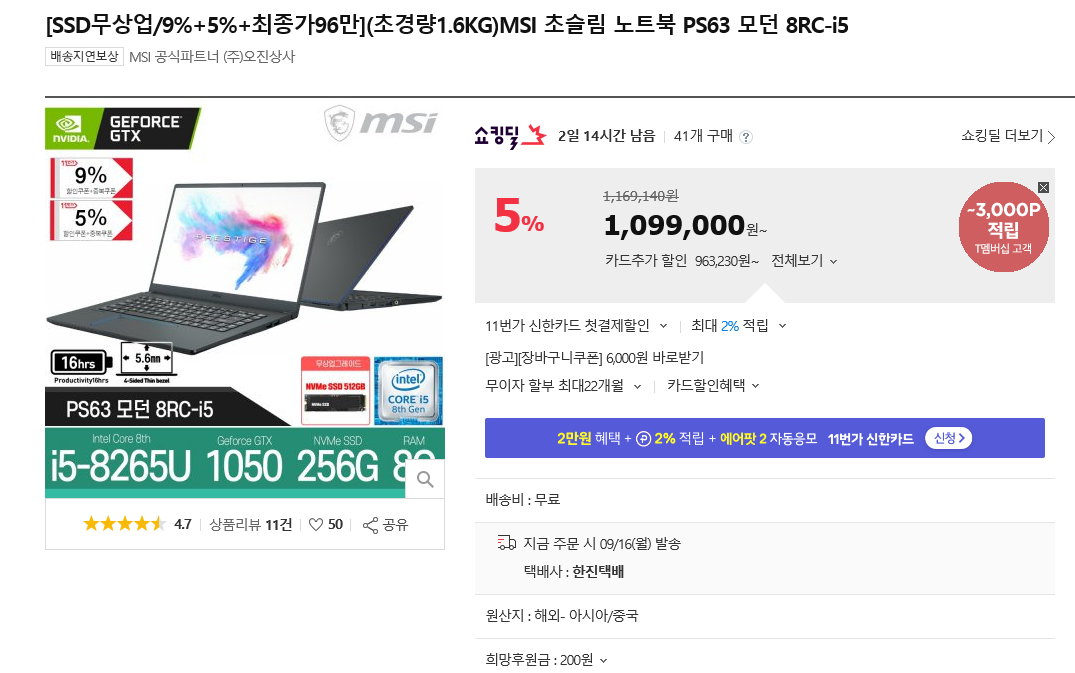 [SSD무상업/9%+5%+최종가96만](초경량1.6KG)MSI 초슬림 노트북 PS63 모던 8RC-i5
배송지연보상 MSI 공식파트너 (주)오진상사
NVIDIA. GEFORCE GTX
msi
11번가
9%
할인쿠폰+중복쿠폰
11번가
5%
할인쿠폰+중복쿠폰
PRESTIGE
16hrs
Productivity16hrs
5.6mm
4-Sided Thin bezel
무상업그레이드
NVMe SSD 512GB
intel
CORE i5
8th Gen
PS63 모던 8RC-i5
Intel Core 8th Geforce GTX NVMe SSD RAM
i5-8265U 1050 256G
4.7 상품리뷰 11건 50 공유
쇼킹딜 2일 14시간 남음 41개 구매 ? 쇼킹딜 더보기
5%
1,169,140원
1,099,000원~
카드추가 할인 963,230원~ 전체보기
~3,000P
적립
T멤버십 고객
11번가 신한카드 첫결제할인 최대 2% 적립
[광고][장바구니쿠폰] 6,000원 바로받기
무이자 할부 최대22개월 카드할인혜택
2만원 혜택 + P 2% 적립 + 에어팟 2 자동응모 11번가 신한카드 신청
배송비 : 무료
지금 주문 시 09/16(월) 발송
택배사 : 한진택배
원산지 : 해외- 아시아/중국
희망후원금 : 200원